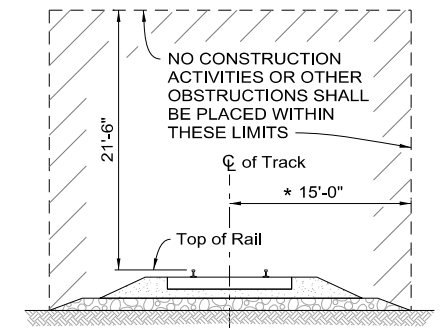 NO CONSTRUCTION
ACTIVITIES OR OTHER
OBSTRUCTIONS SHALL
BE PLACED WITHIN
THESE LIMITS
21'-6"
℄ of Track
* 15'-0"
Top of Rail